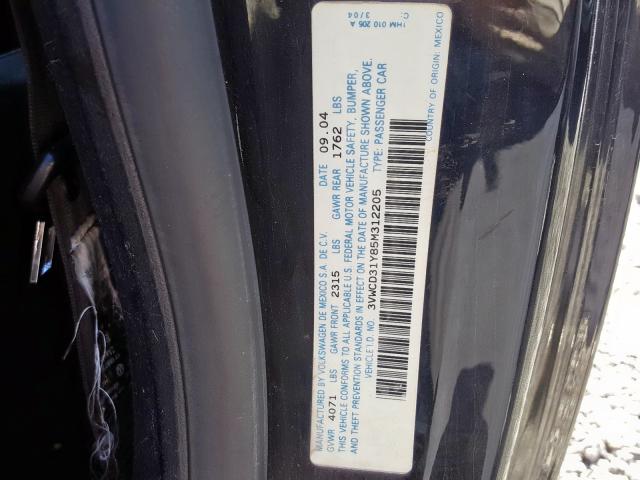 MANUFACTURED BY VOLKSWAGEN DE MEXICO S.A. DE C.V. DATE 09.04
GVWR 4071 LBS GAWR FRONT 2315 LBS GAWR REAR 1762 LBS
THIS VEHICLE CONFORMS TO ALL APPLICABLE U.S. FEDERAL MOTOR VEHICLE SAFETY, BUMPER,
AND THEFT PREVENTION STANDARDS IN EFFECT ON THE DATE OF MANUFACTURE SHOWN ABOVE.
VEHICLE I.D. NO. 3VWCD31Y85M312205 TYPE: PASSENGER CAR
COUNTRY OF ORIGIN: MEXICO
1HM 010 205 A
3/04